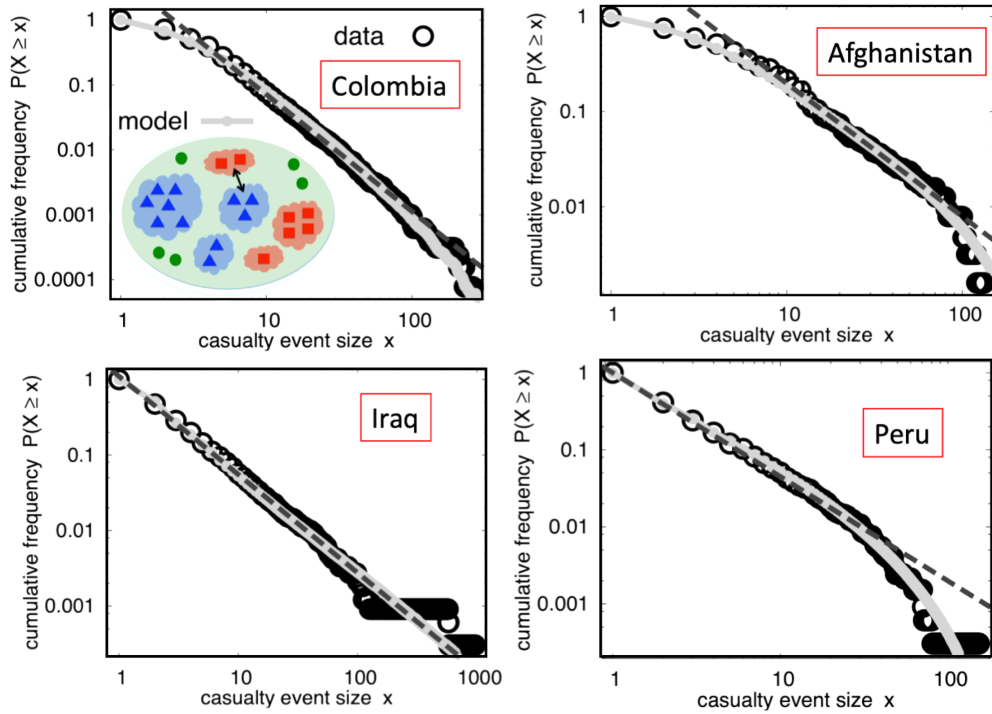 cumulative frequency P(X ≥ x)
1
0.1
0.01
0.001
0.0001
data
Colombia
model
1
10
100
casualty event size x
cumulative frequency P(X ≥ x)
1
0.1
0.01
Afghanistan
1
10
100
casualty event size x
cumulative frequency P(X ≥ x)
1
0.1
0.01
0.001
Iraq
1
10
100
1000
casualty event size x
cumulative frequency P(X ≥ x)
1
0.1
0.01
0.001
Peru
1
10
100
casualty event size x